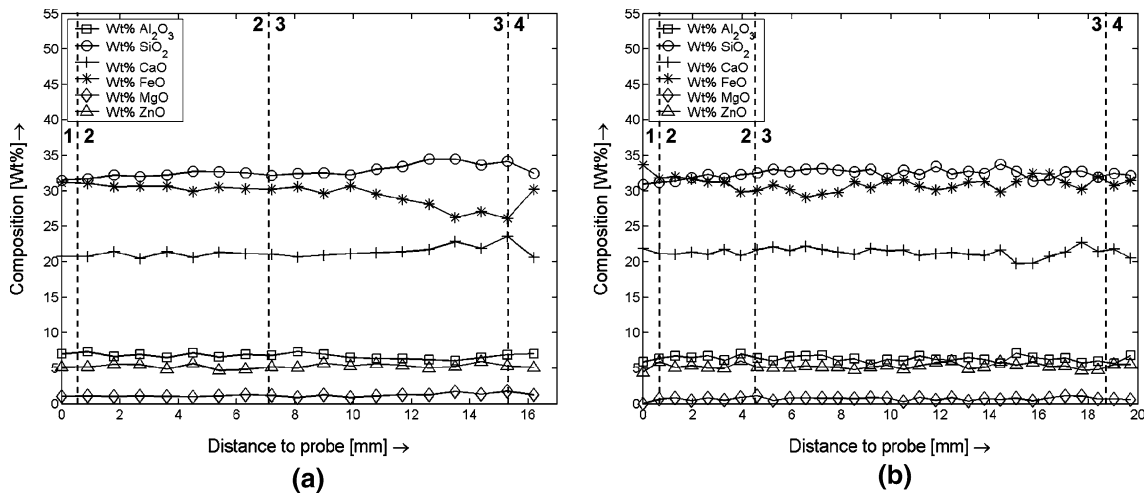 55
50
45
40
35
30
25
20
15
10
5
0
Composition [Wt%] →
Wt% Al₂O₃
Wt% SiO₂
Wt% CaO
Wt% FeO
Wt% MgO
Wt% ZnO
1 2
2 3
3 4
0 2 4 6 8 10 12 14 16
Distance to probe [mm] →
(a)
55
50
45
40
35
30
25
20
15
10
5
0
Composition [Wt%] →
Wt% Al₂O₃
Wt% SiO₂
Wt% CaO
Wt% FeO
Wt% MgO
Wt% ZnO
1 2
2 3
3 4
0 2 4 6 8 10 12 14 16 18 20
Distance to probe [mm] →
(b)